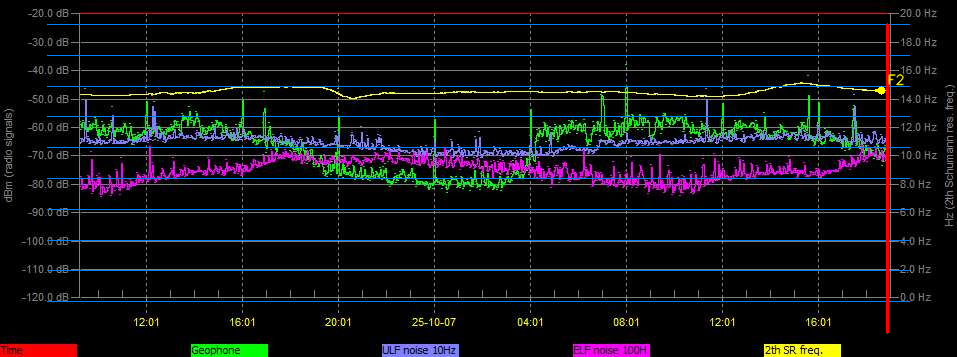 -20.0 dB 20.0 Hz
-30.0 dB 18.0 Hz
-40.0 dB 16.0 Hz
F2
-50.0 dB 14.0 Hz
-60.0 dB 12.0 Hz
-70.0 dB 10.0 Hz
-80.0 dB 8.0 Hz
-90.0 dB 6.0 Hz
-100.0 dB 4.0 Hz
-110.0 dB 2.0 Hz
-120.0 dB 0.0 Hz
dBm (radio signals)
Hz (2th Schumann res. freq.)
12:01 16:01 20:01 25-10-07 04:01 08:01 12:01 16:01
Time Geophone ULF noise 10Hz ELF noise 100H 2th SR freq.